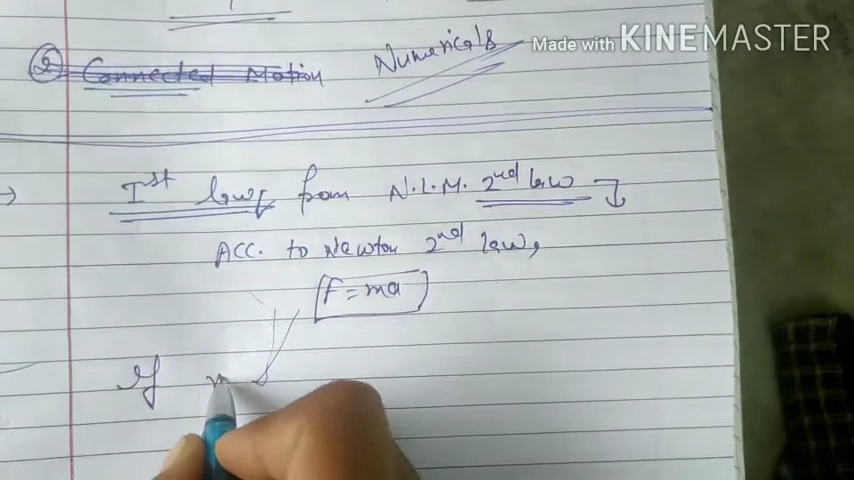 Made with KINEMASTER
② Connected Motion Numericals
→ Ist law from N.L.M. 2nd law
ACC. to Newton 2nd law,
F = ma
If